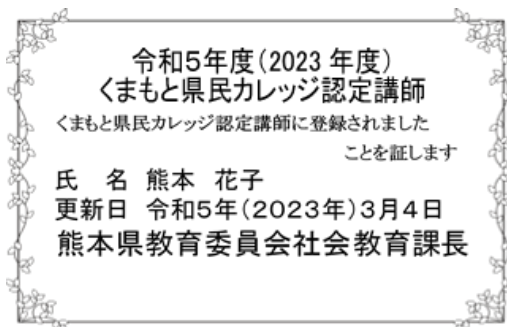 令和5年度(2023年度)
くまもと県民カレッジ認定講師
くまもと県民カレッジ認定講師に登録されました
ことを証します
氏　名　熊本　花子
更新日　令和5年(2023年)3月4日
熊本県教育委員会社会教育課長